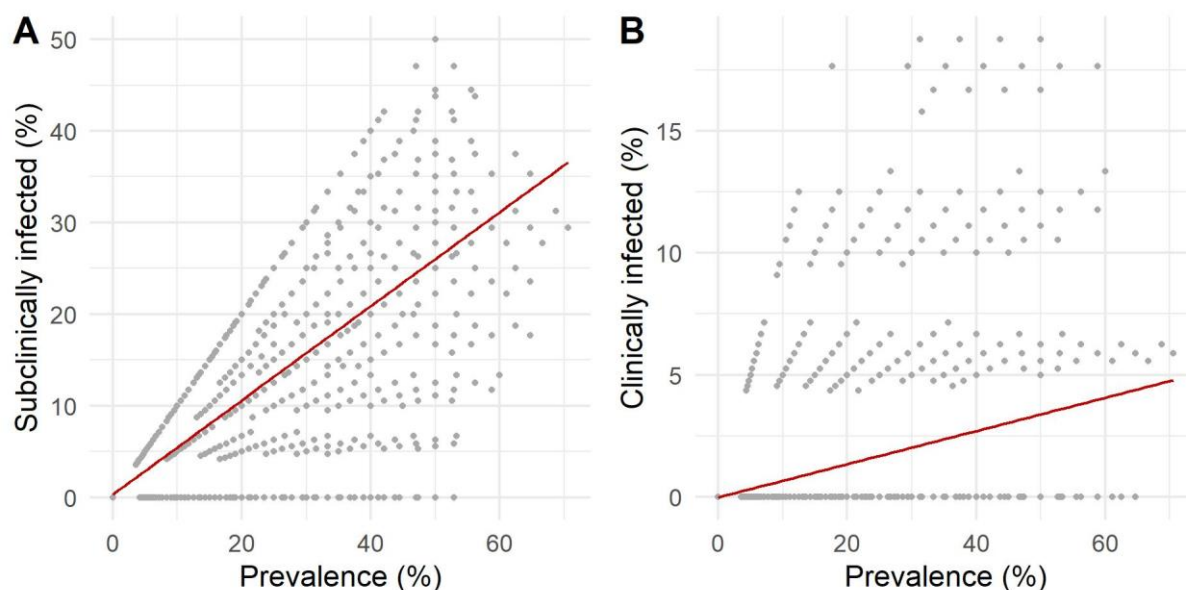 A
B
Subclinically infected (%)
50
40
30
20
10
0
0 20 40 60
Prevalence (%)
Clinically infected (%)
15
10
5
0
0 20 40 60
Prevalence (%)